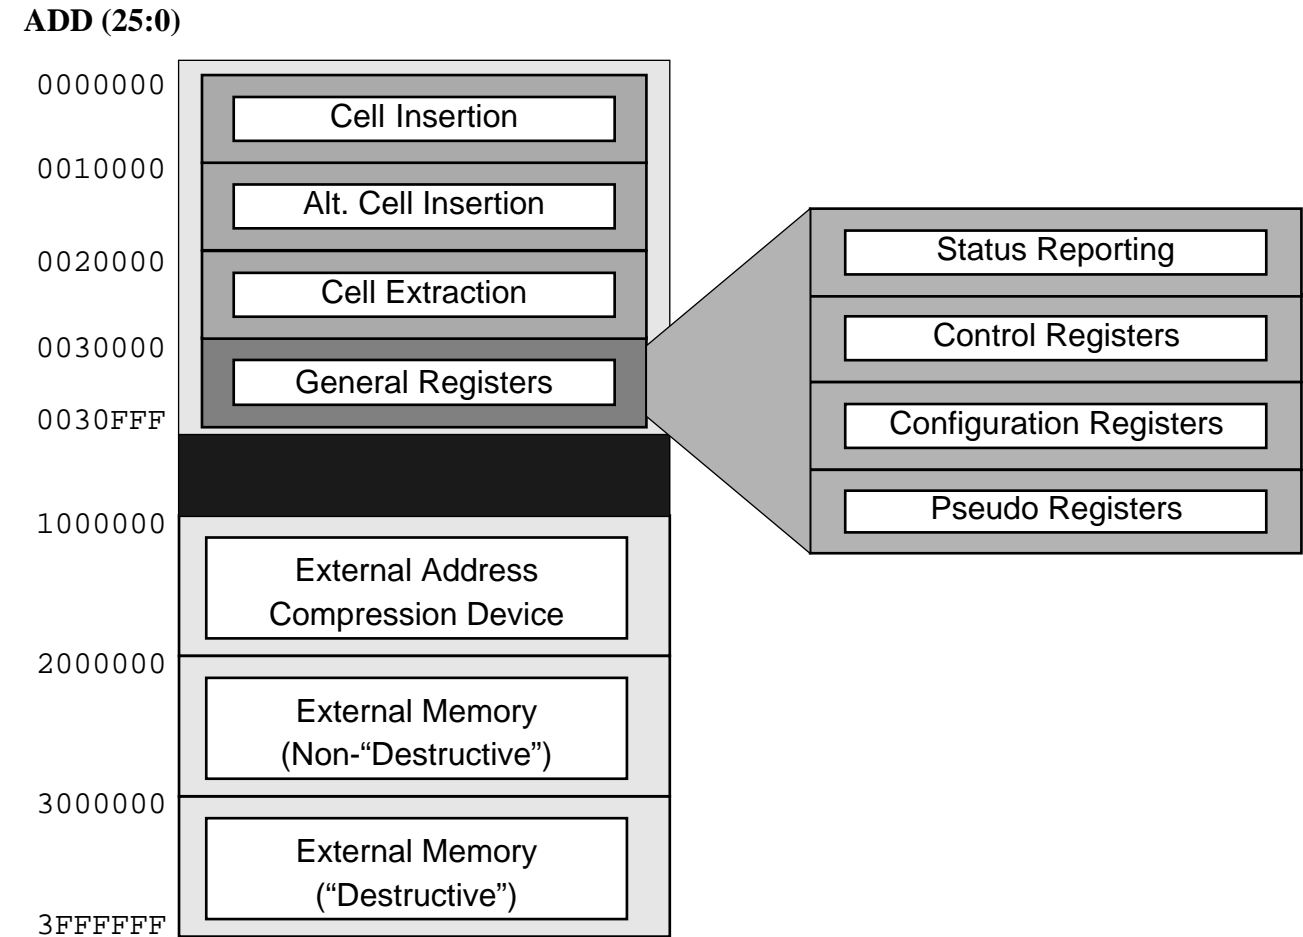 ADD (25:0)
0000000
Cell Insertion
0010000
Alt. Cell Insertion
0020000
Cell Extraction
0030000
General Registers
0030FFF
Status Reporting
Control Registers
Configuration Registers
Pseudo Registers
1000000
External Address
Compression Device
2000000
External Memory
(Non-“Destructive”)
3000000
External Memory
(“Destructive”)
3FFFFFF